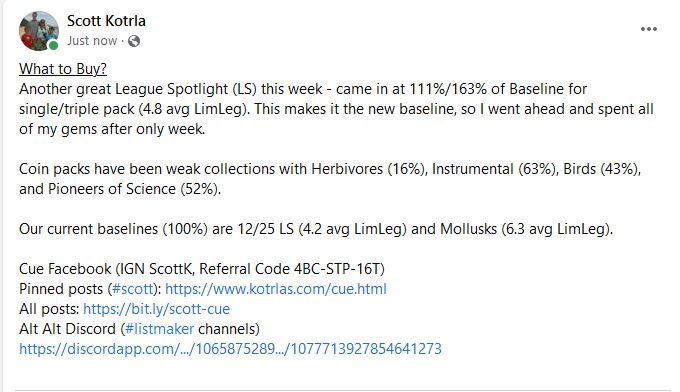 Scott Kotrla
Just now ·
What to Buy?
Another great League Spotlight (LS) this week - came in at 111%/163% of Baseline for
single/triple pack (4.8 avg LimLeg). This makes it the new baseline, so I went ahead and spent all
of my gems after only week.
Coin packs have been weak collections with Herbivores (16%), Instrumental (63%), Birds (43%),
and Pioneers of Science (52%).
Our current baselines (100%) are 12/25 LS (4.2 avg LimLeg) and Mollusks (6.3 avg LimLeg).
Cue Facebook (IGN ScottK, Referral Code 4BC-STP-16T)
Pinned posts (#scott): https://www.kotrlas.com/cue.html
All posts: https://bit.ly/scott-cue
Alt Alt Discord (#listmaker channels)
https://discordapp.com/.../1065875289.../1077713927854641273